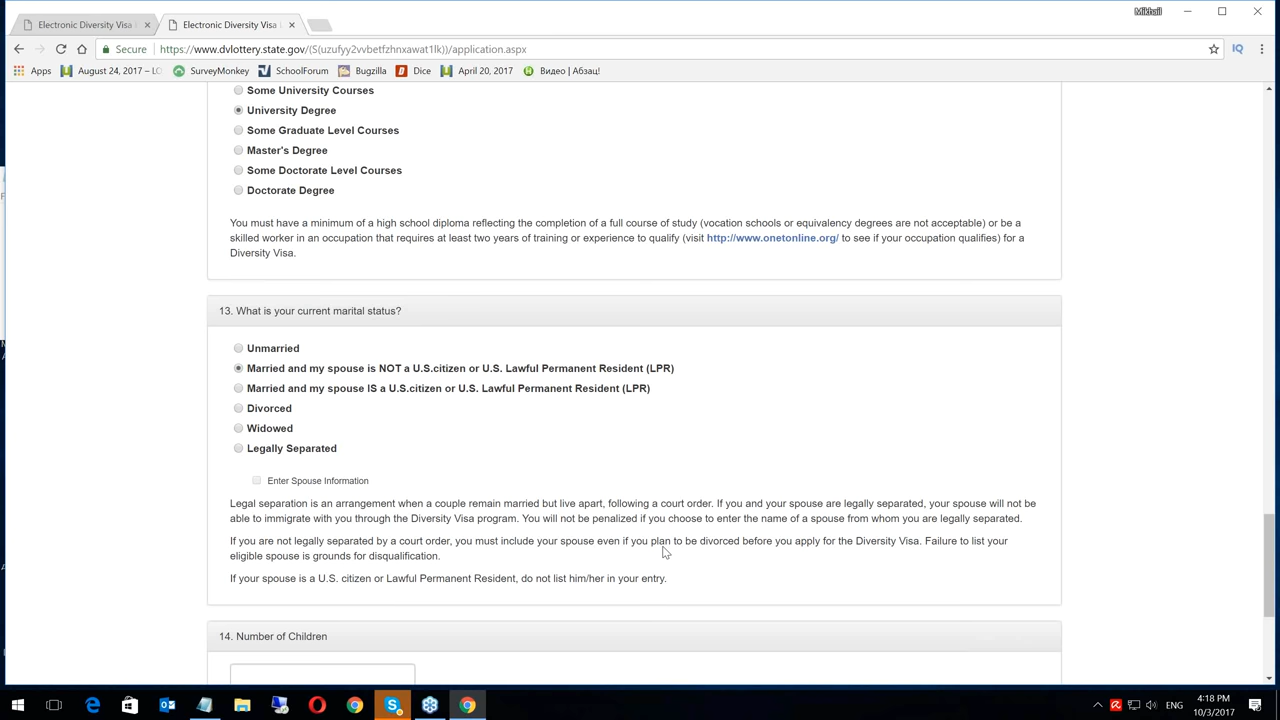 Mikhail
Electronic Diversity Visa
Electronic Diversity Visa
Secure
https://www.dvlottery.state.gov/(S(uzufyy2vvbetfzhnxawat1lk))/application.aspx
Apps
August 24, 2017 – LO
SurveyMonkey
SchoolForum
Bugzilla
Dice
April 20, 2017
Видео | Абзац!
Some University Courses
University Degree
Some Graduate Level Courses
Master's Degree
Some Doctorate Level Courses
Doctorate Degree
You must have a minimum of a high school diploma reflecting the completion of a full course of study (vocation schools or equivalency degrees are not acceptable) or be a
skilled worker in an occupation that requires at least two years of training or experience to qualify (visit http://www.onetonline.org/ to see if your occupation qualifies) for a
Diversity Visa.
13. What is your current marital status?
Unmarried
Married and my spouse is NOT a U.S.citizen or U.S. Lawful Permanent Resident (LPR)
Married and my spouse IS a U.S.citizen or U.S. Lawful Permanent Resident (LPR)
Divorced
Widowed
Legally Separated
Enter Spouse Information
Legal separation is an arrangement when a couple remain married but live apart, following a court order. If you and your spouse are legally separated, your spouse will not be
able to immigrate with you through the Diversity Visa program. You will not be penalized if you choose to enter the name of a spouse from whom you are legally separated.
If you are not legally separated by a court order, you must include your spouse even if you plan to be divorced before you apply for the Diversity Visa. Failure to list your
eligible spouse is grounds for disqualification.
If your spouse is a U.S. citizen or Lawful Permanent Resident, do not list him/her in your entry.
14. Number of Children
ENG
4:18 PM
10/3/2017